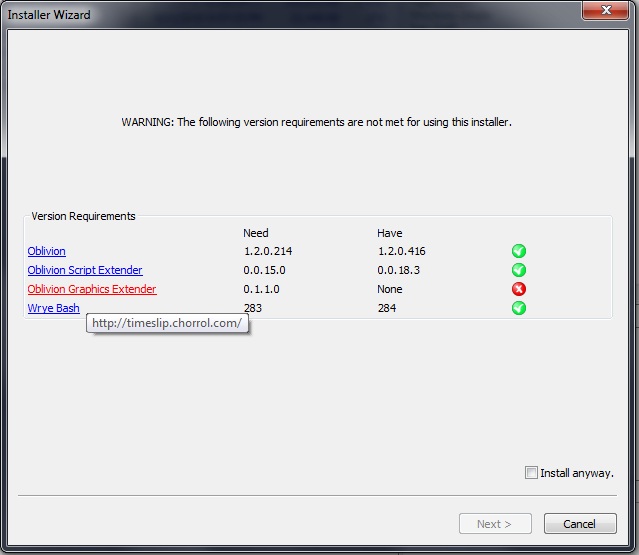 Installer Wizard
WARNING: The following version requirements are not met for using this installer.
Version Requirements
Need Have
Oblivion 1.2.0.214 1.2.0.416
Oblivion Script Extender 0.0.15.0 0.0.18.3
Oblivion Graphics Extender 0.1.1.0 None
Wrye Bash 283 284
http://timeslip.chorrol.com/
Install anyway.
Next > Cancel